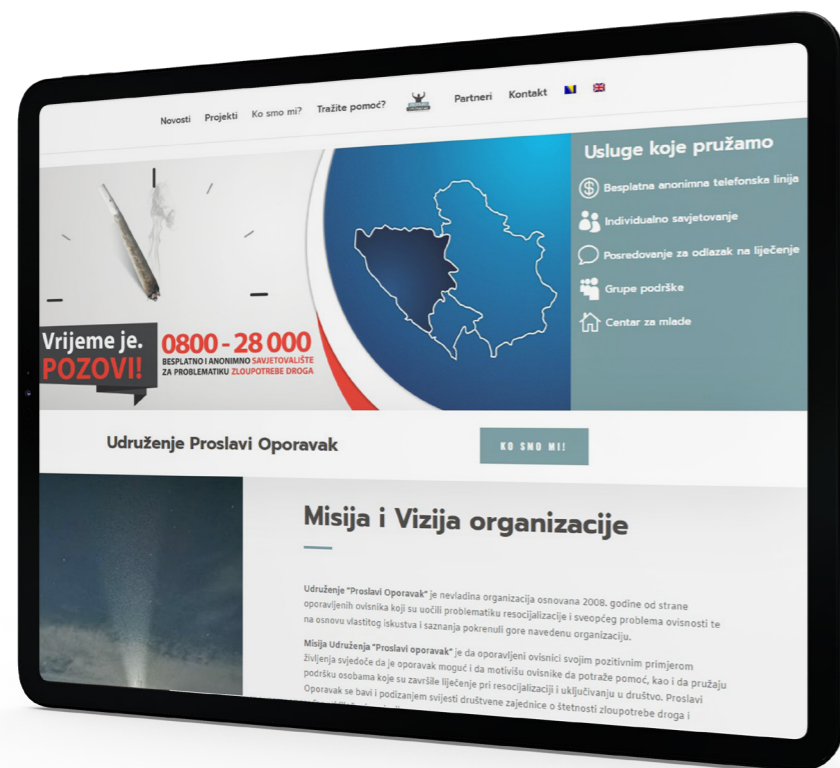 Novosti Projekti Ko smo mi? Tražite pomoć? Partneri Kontakt
Vrijeme je.
POZOVI!
0800 - 28 000
BESPLATNO I ANONIMNO SAVJETOVALIŠTE
ZA PROBLEMATIKU ZLOUPOTREBE DROGA
Usluge koje pružamo
Besplatna anonimna telefonska linija
Individualno savjetovanje
Posredovanje za odlazak na liječenje
Grupe podrške
Centar za mlade
Udruženje Proslavi Oporavak
KO SMO MI!
Misija i Vizija organizacije
Udruženje "Proslavi Oporavak" je nevladina organizacija osnovana 2008. godine od strane
oporavljenih ovisnika koji su uočili problematiku resocijalizacije i sveopćeg problema ovisnosti te
na osnovu vlastitog iskustva i saznanja pokrenuli gore navedenu organizaciju.
Misija Udruženja "Proslavi oporavak" je da oporavljeni ovisnici svojim pozitivnim primjerom
življenja svjedoče da je oporavak moguć i da motivišu ovisnike da potraže pomoć, kao i da pružaju
podršku osobama koje su završile liječenje pri resocijalizaciji i uključivanju u društvo. Proslavi
Oporavak se bavi i podizanjem svijesti društvene zajednice o štetnosti zloupotrebe droga i